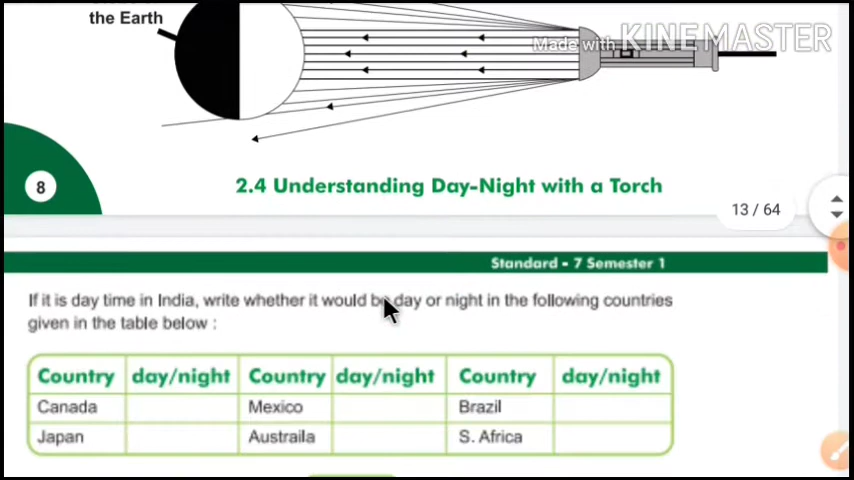 the Earth
Made with KINEMASTER
8
2.4 Understanding Day-Night with a Torch
13 / 64
Standard - 7 Semester 1
If it is day time in India, write whether it would be day or night in the following countries
given in the table below :
Country day/night Country day/night Country day/night
Canada Mexico Brazil
Japan Austraila S. Africa